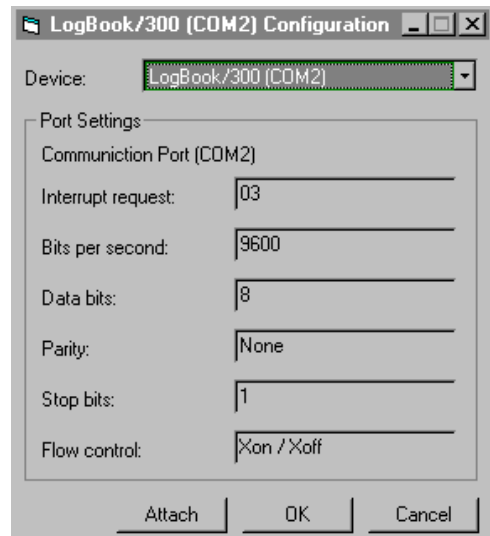 LogBook/300 (COM2) Configuration
Device: LogBook/300 (COM2)
Port Settings
Communiction Port (COM2)
Interrupt request: 03
Bits per second: 9600
Data bits: 8
Parity: None
Stop bits: 1
Flow control: Xon / Xoff
Attach OK Cancel